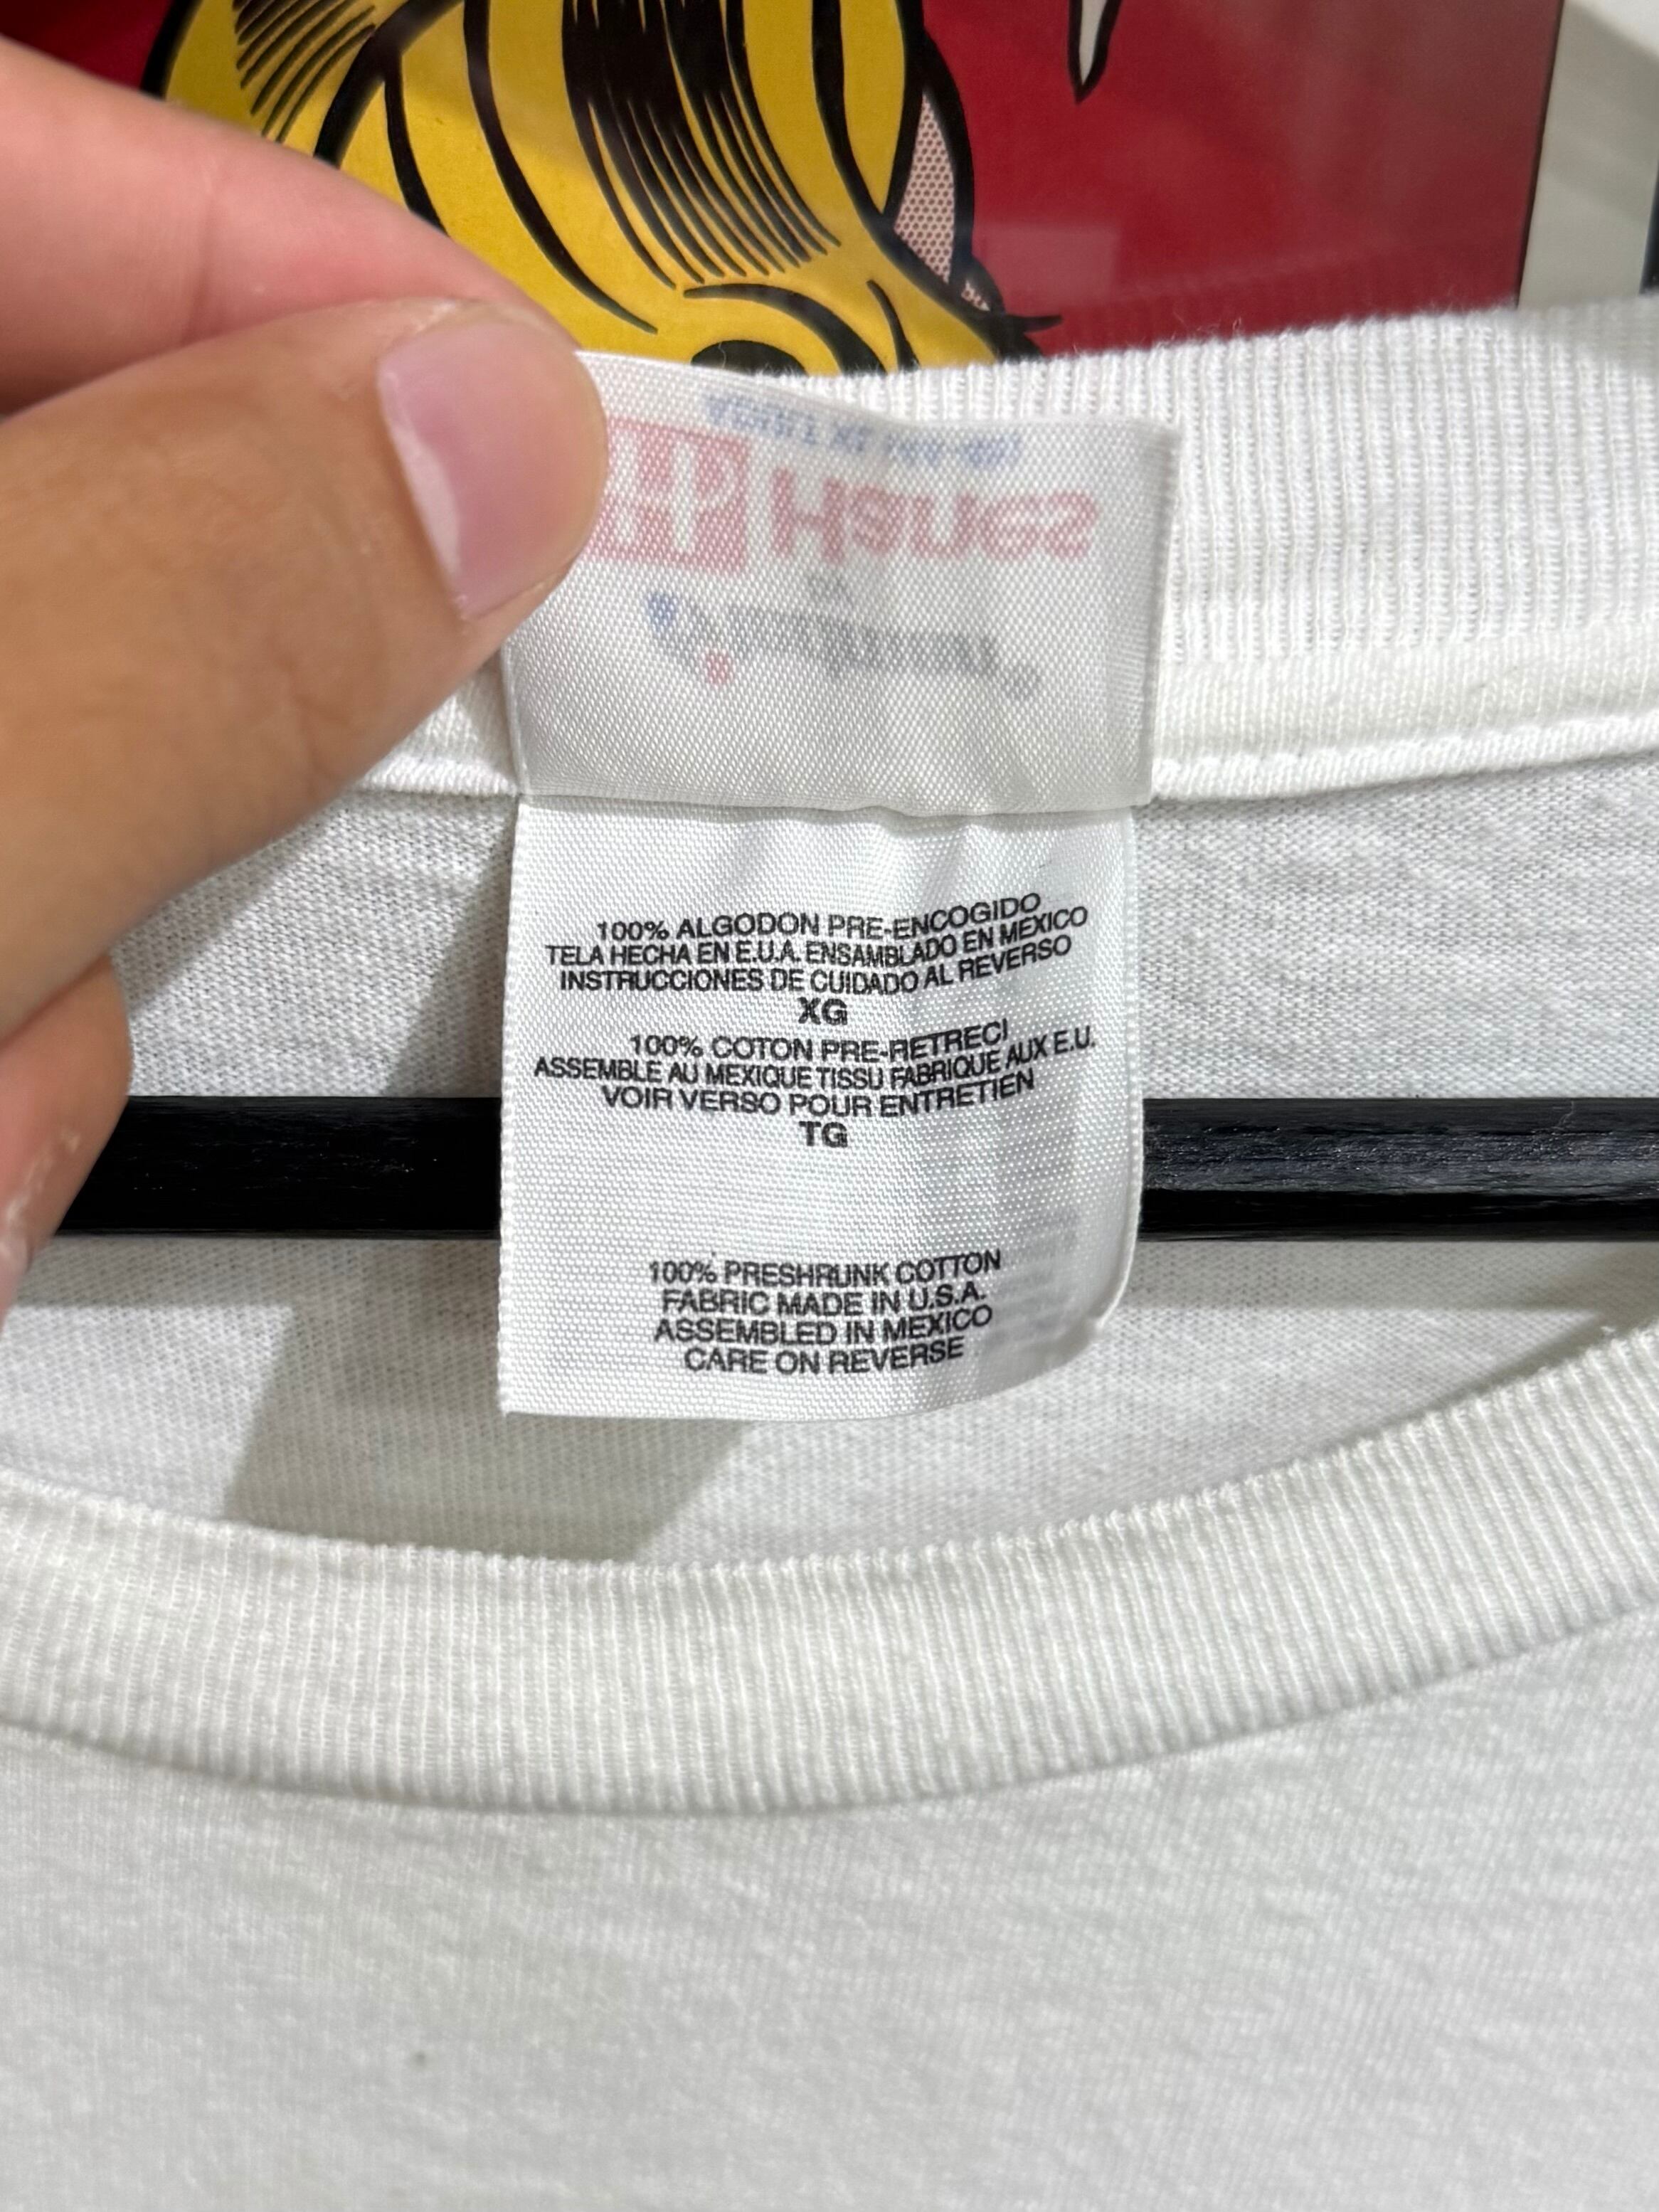 Hanes
100% ALGODON PRE-ENCOGIDO
TELA HECHA EN E.U.A. ENSAMBLADO EN MEXICO
INSTRUCCIONES DE CUIDADO AL REVERSO
XG
100% COTON PRE-RETRECI
ASSEMBLE AU MEXIQUE TISSU FABRIQUE AUX E.U.
VOIR VERSO POUR ENTRETIEN
TG
100% PRESHRUNK COTTON
FABRIC MADE IN U.S.A.
ASSEMBLED IN MEXICO
CARE ON REVERSE